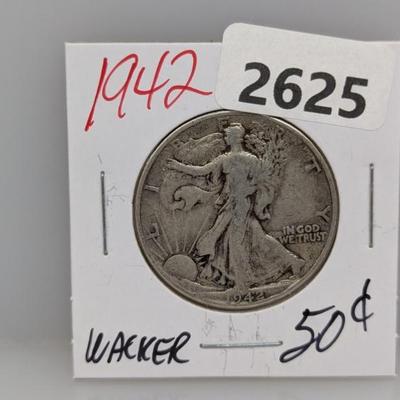 1942
2625
LIBERTY
IN GOD
WE TRUST
1942
WALKER
50¢